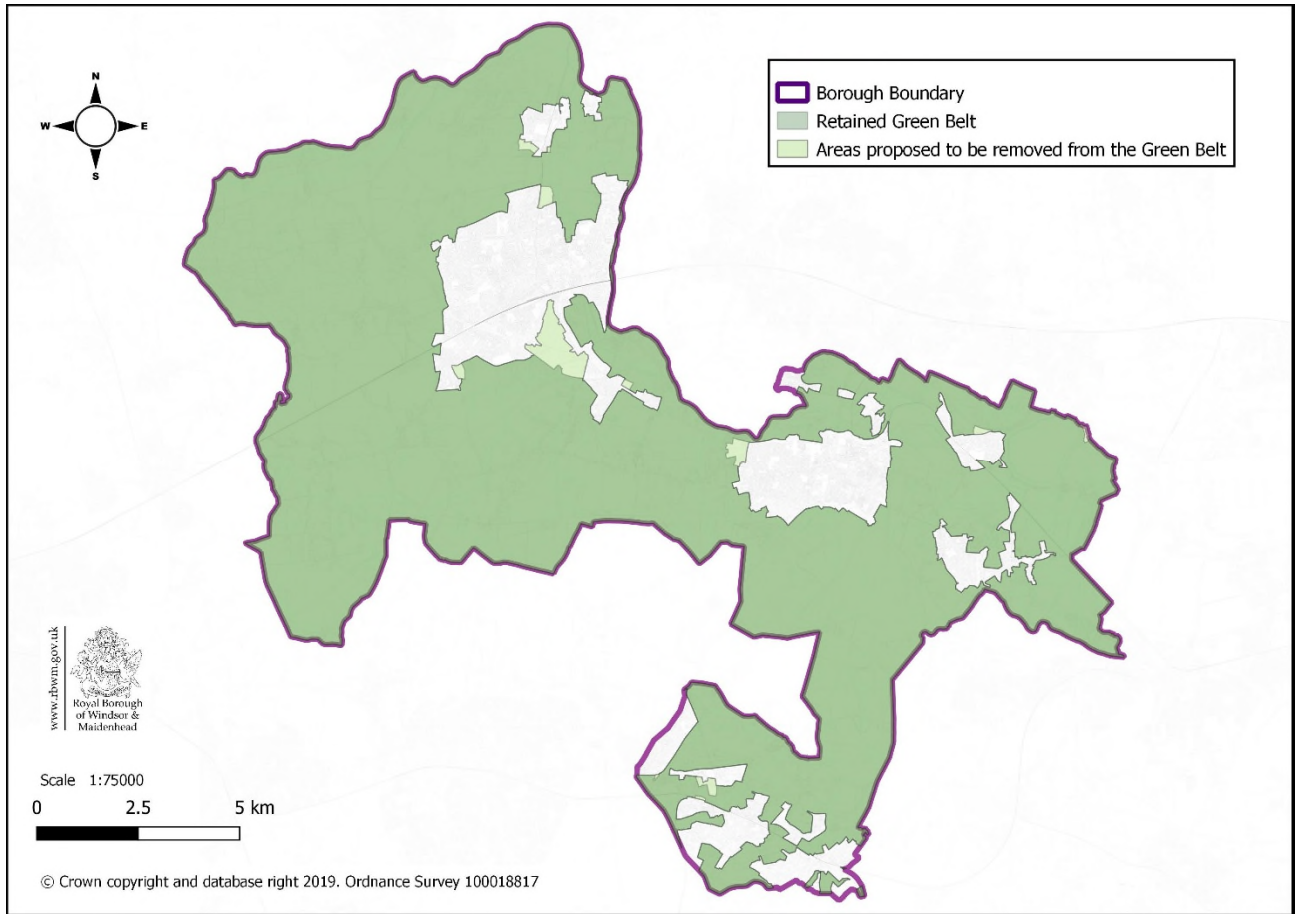 N
W E
S
Borough Boundary
Retained Green Belt
Areas proposed to be removed from the Green Belt
www.rbwm.gov.uk
Royal Borough
of Windsor &
Maidenhead
Scale 1:75000
0 2.5 5 km
© Crown copyright and database right 2019. Ordnance Survey 100018817